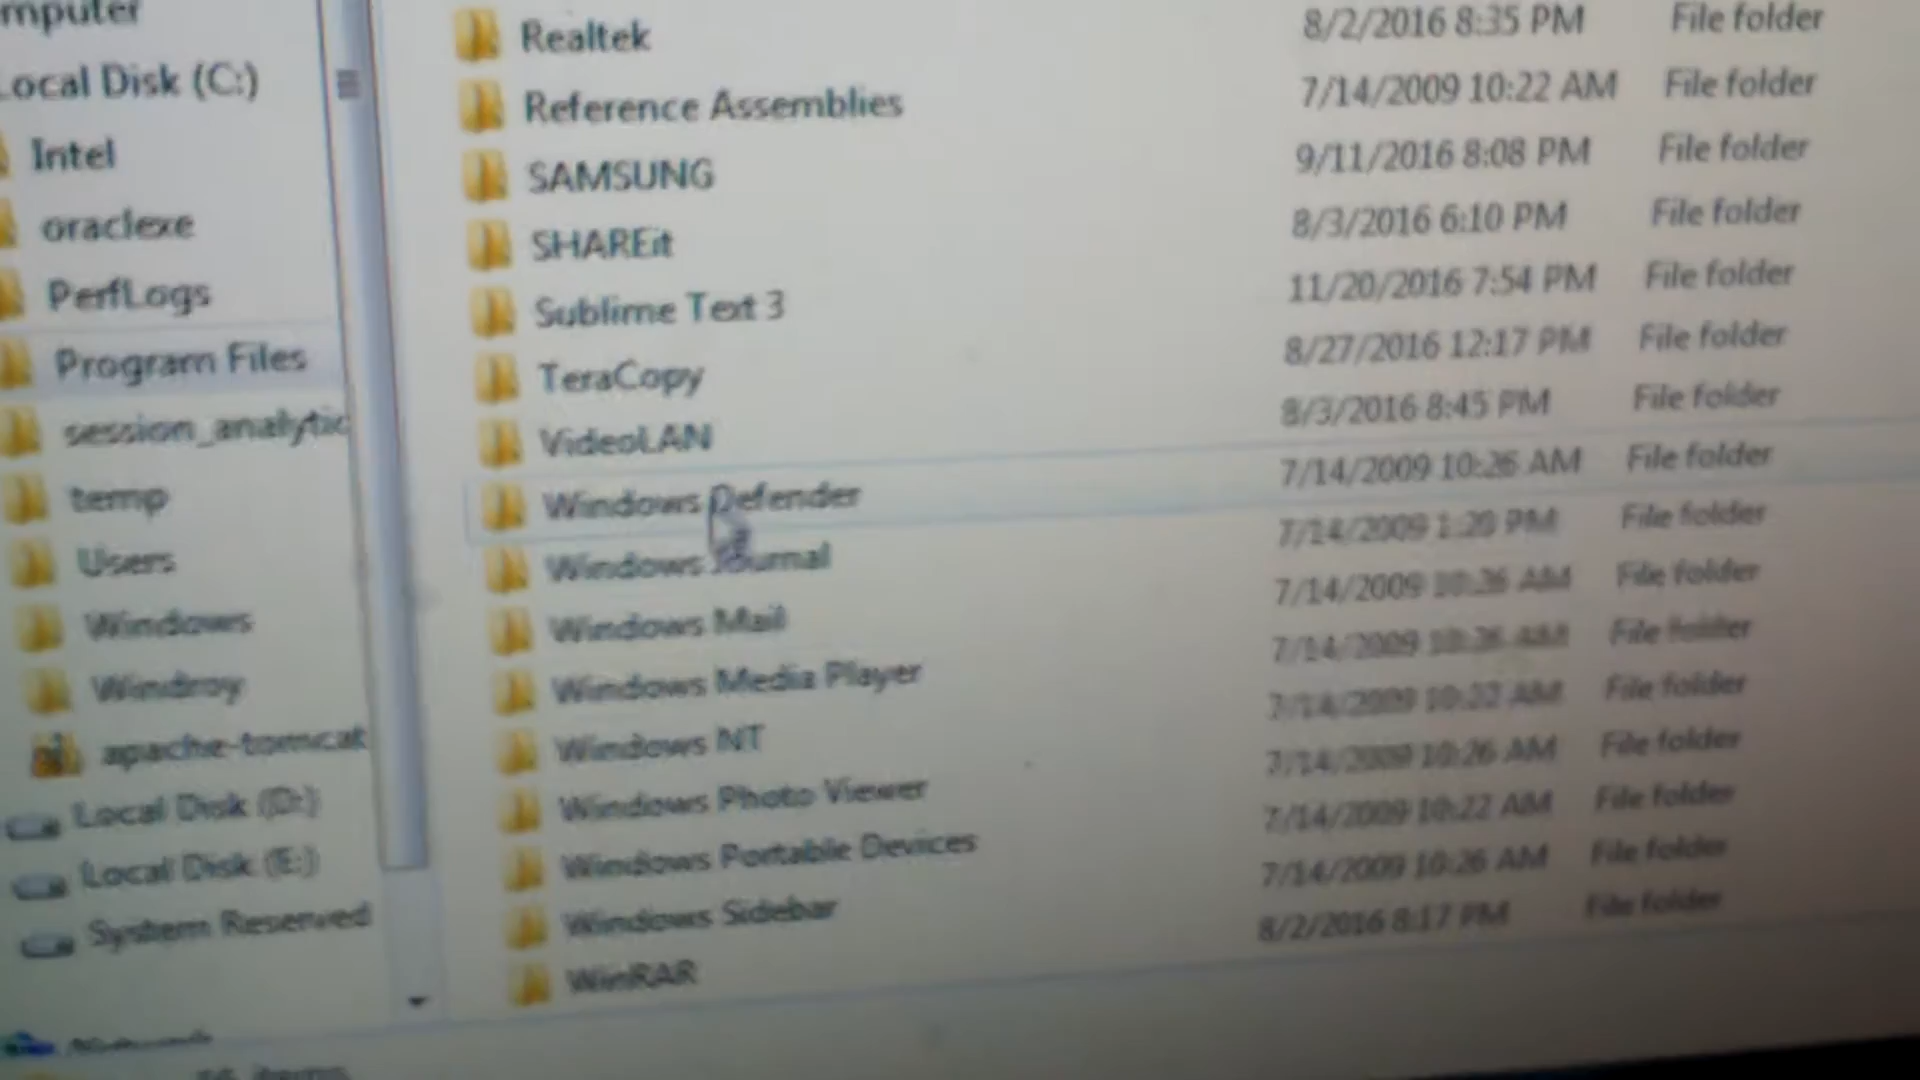 mputer
Local Disk (C:)
Intel
oraclexe
PerfLogs
Program Files
session_analytic
temp
Users
Windows
Windroy
apache-tomcat
Local Disk (D:)
Local Disk (E:)
System Reserved
Realtek 8/2/2016 8:35 PM File folder
Reference Assemblies 7/14/2009 10:22 AM File folder
SAMSUNG 9/11/2016 8:08 PM File folder
SHAREit 8/3/2016 6:10 PM File folder
Sublime Text 3 11/20/2016 7:54 PM File folder
TeraCopy 8/27/2016 12:17 PM File folder
VideoLAN 8/3/2016 8:45 PM File folder
Windows Defender 7/14/2009 10:26 AM File folder
Windows Journal 7/14/2009 1:20 PM File folder
Windows Mail 7/14/2009 10:26 AM File folder
Windows Media Player 7/14/2009 10:26 AM File folder
Windows NT 7/14/2009 10:22 AM File folder
Windows Photo Viewer 7/14/2009 10:26 AM File folder
Windows Portable Devices 7/14/2009 10:22 AM File folder
Windows Sidebar 7/14/2009 10:26 AM File folder
WinRAR 8/2/2016 8:17 PM File folder
items